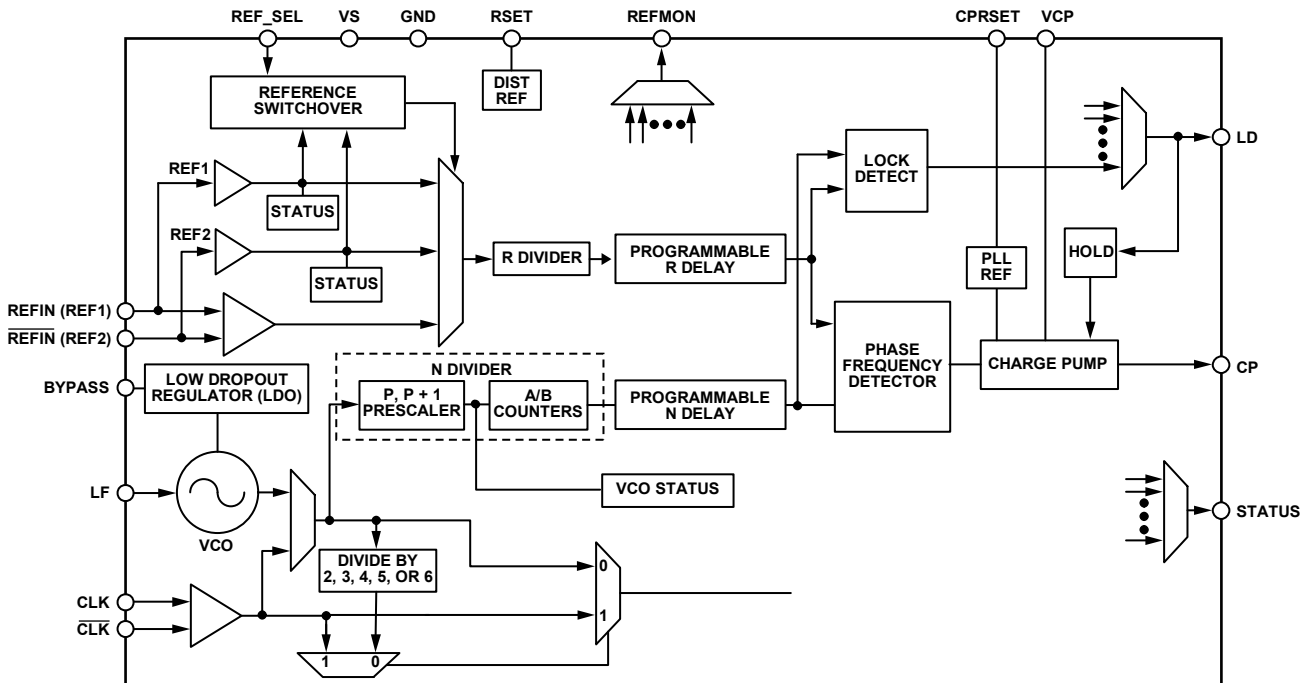 REF_SEL
VS
GND
RSET
REFMON
CPRSET
VCP
REFERENCE
SWITCHOVER
DIST
REF
REF1
STATUS
REF2
STATUS
LOCK
DETECT
LD
R DIVIDER
PROGRAMMABLE
R DELAY
PLL
REF
HOLD
REFIN (REF1)
REFIN (REF2)
BYPASS
LOW DROPOUT
REGULATOR (LDO)
N DIVIDER
P, P + 1
PRESCALER
A/B
COUNTERS
PROGRAMMABLE
N DELAY
PHASE
FREQUENCY
DETECTOR
CHARGE PUMP
CP
LF
VCO
VCO STATUS
STATUS
DIVIDE BY
2, 3, 4, 5, OR 6
0
1
CLK
CLK
1
0